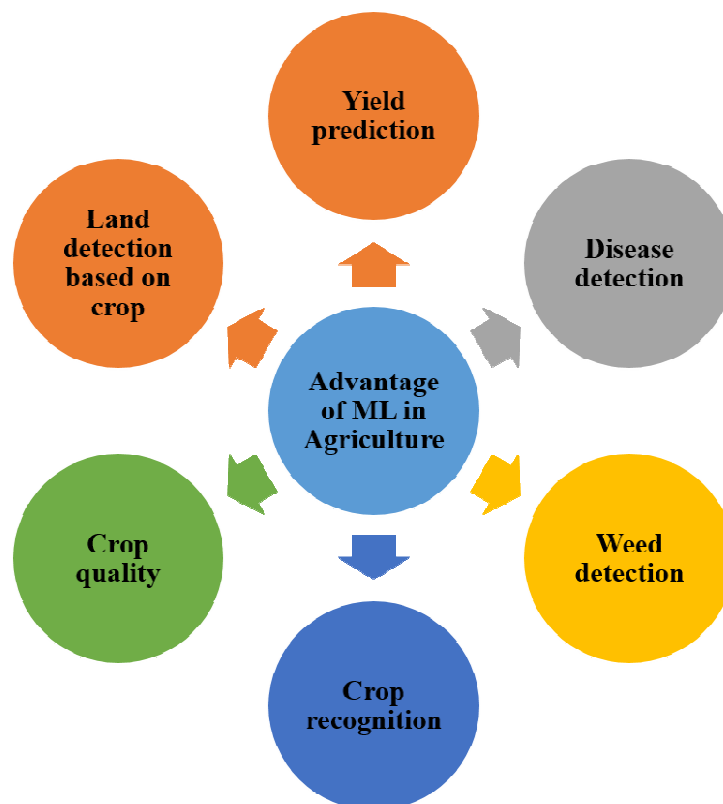 Yield
prediction
Land
detection
based on
crop
Disease
detection
Advantage
of ML in
Agriculture
Crop
quality
Weed
detection
Crop
recognition